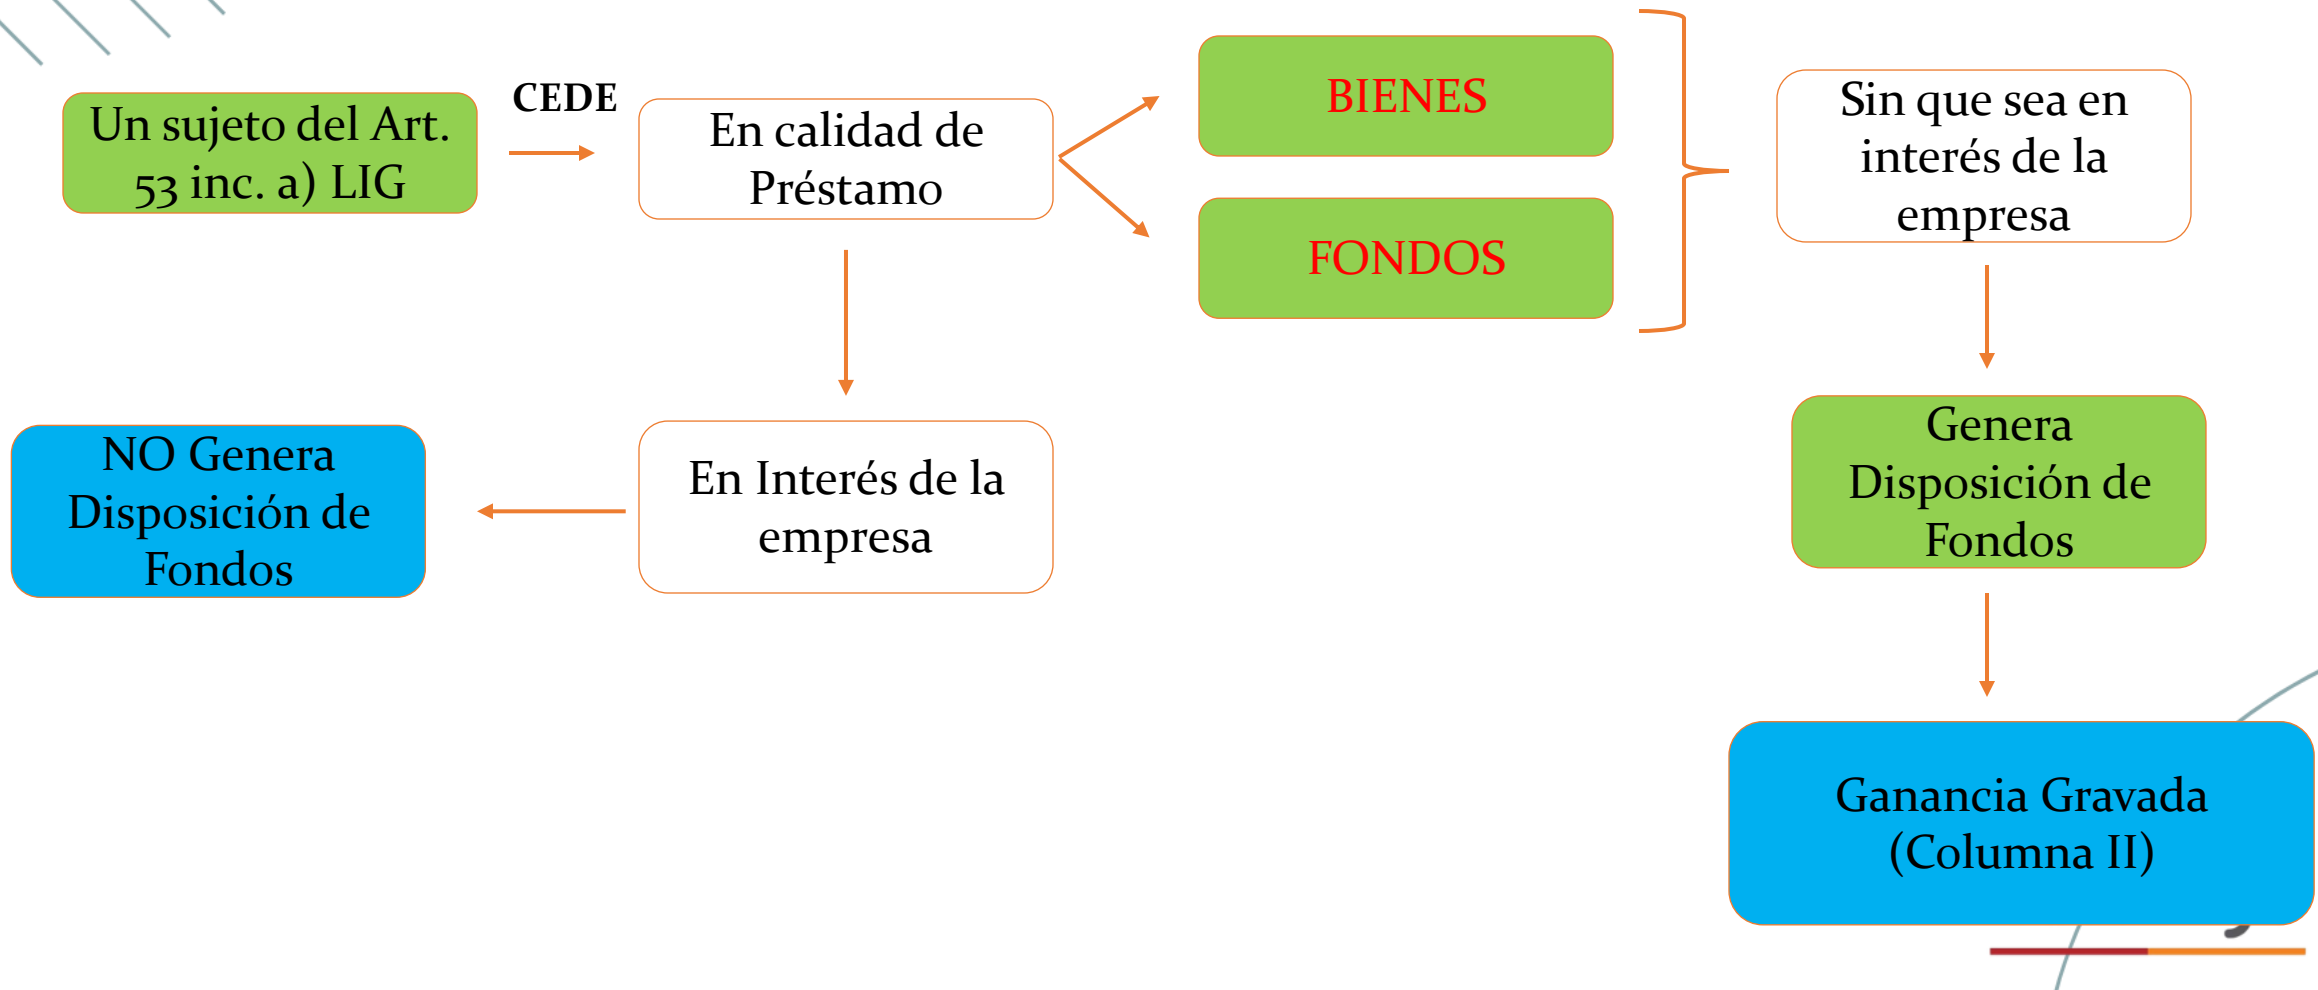 Un sujeto del Art.
53 inc. a) LIG
CEDE
En calidad de
Préstamo
BIENES
FONDOS
Sin que sea en
interés de la
empresa
NO Genera
Disposición de
Fondos
En Interés de la
empresa
Genera
Disposición de
Fondos
Ganancia Gravada
(Columna II)